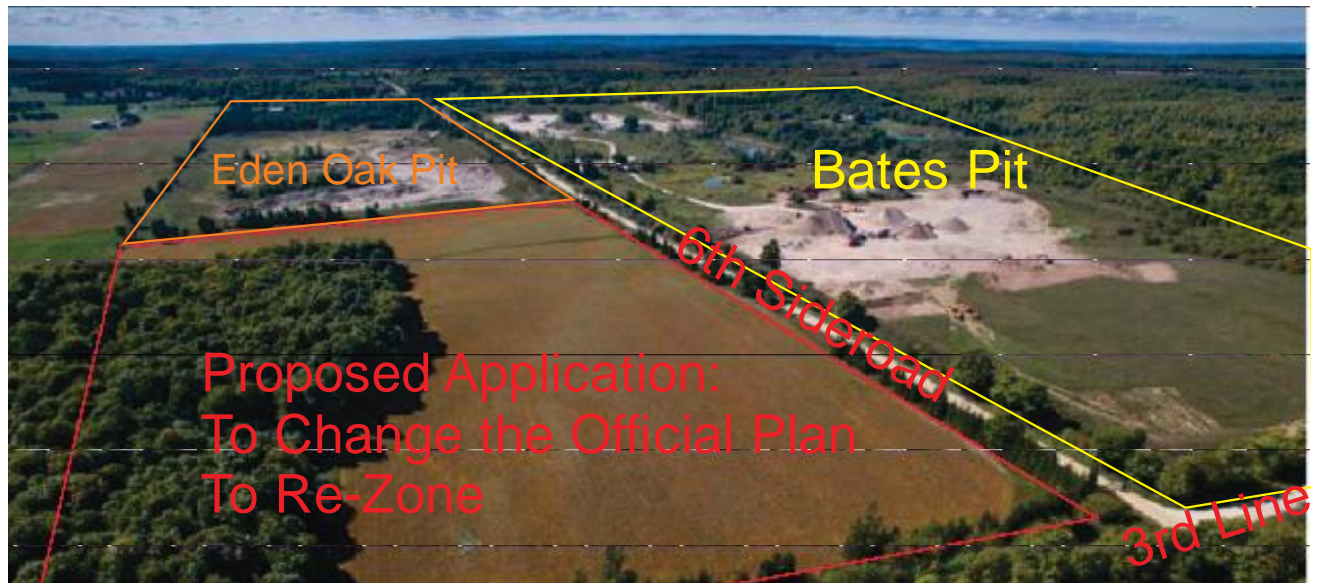 Eden Oak Pit
Bates Pit
6th Sideroad
Proposed Application:
To Change the Official Plan
To Re-Zone
3rd Line